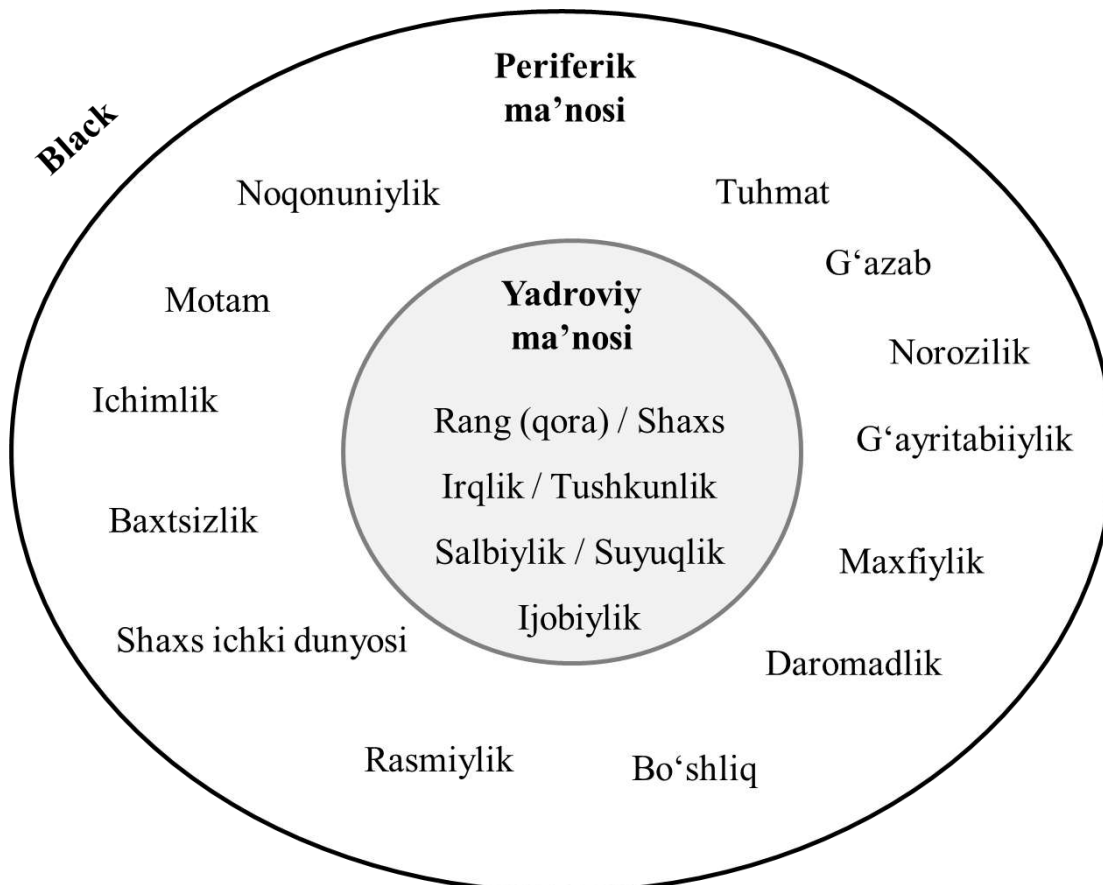 Black
Periferik
ma’nosi
Noqonuniylik
Tuhmat
G‘azab
Motam
Norozilik
Ichimlik
G‘ayritabiiylik
Baxtsizlik
Maxfiylik
Shaxs ichki dunyosi
Daromadlik
Rasmiylik
Bo‘shliq
Yadroviy
ma’nosi
Rang (qora) / Shaxs
Irqlik / Tushkunlik
Salbiylik / Suyuqlik
Ijobiylik